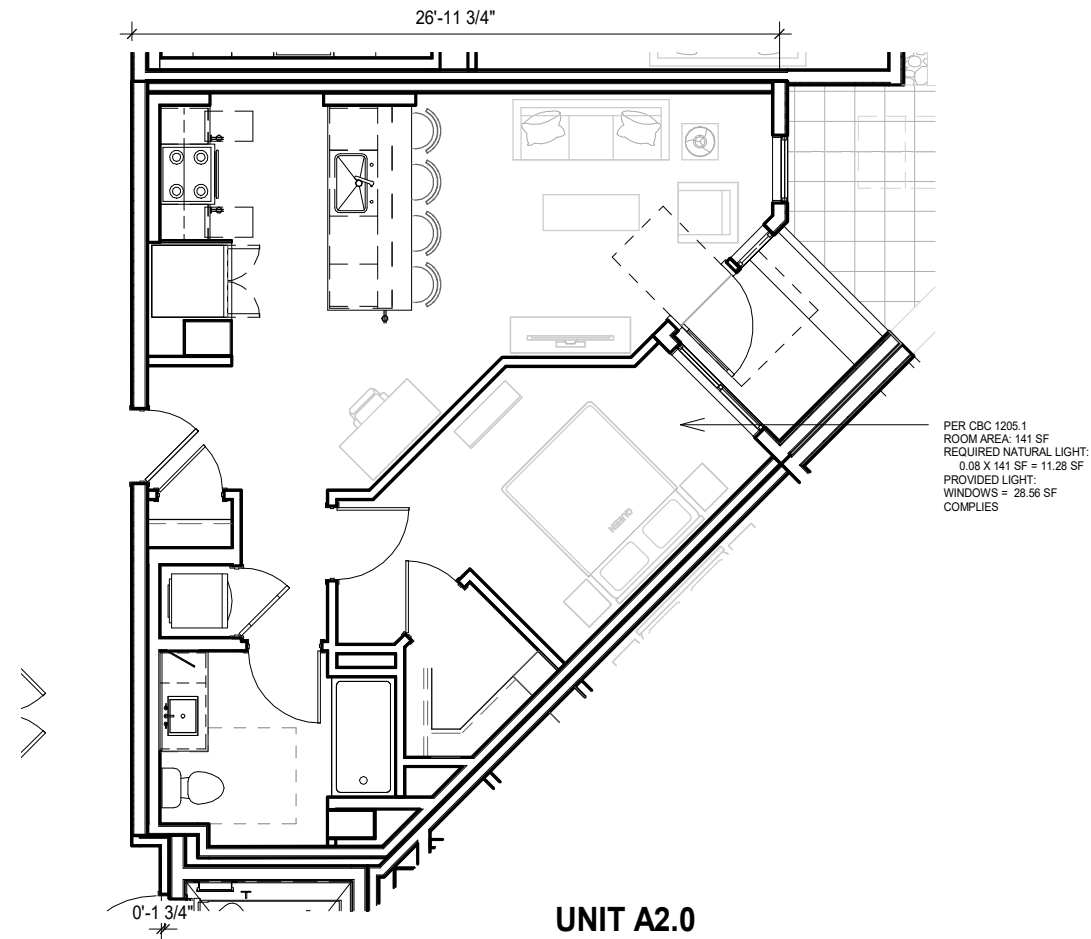 26'-11 3/4"
PER CBC 1205.1
ROOM AREA: 141 SF
REQUIRED NATURAL LIGHT:
0.08 X 141 SF = 11.28 SF
PROVIDED LIGHT:
WINDOWS = 28.56 SF
COMPLIES
QUEEN
0'-1 3/4"
UNIT A2.0